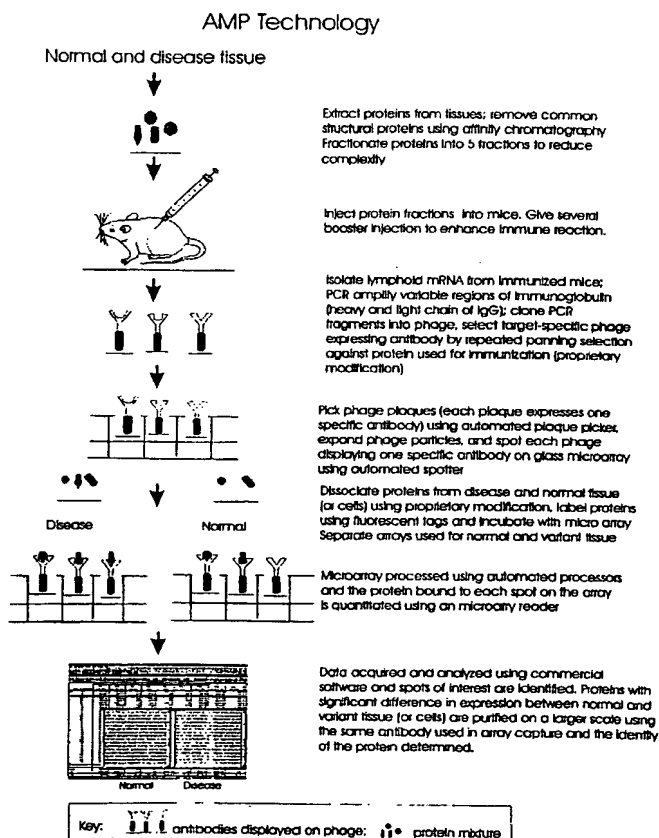 AMP Technology
Normal and disease tissue
Extract proteins from tissues; remove common
structural proteins using affinity chromatography
Fractionate proteins into 5 fractions to reduce
complexity
Inject protein fractions into mice. Give several
booster injection to enhance immune reaction.
Isolate lymphoid mRNA from immunized mice;
PCR amplify variable regions of immunoglobulin
(heavy and light chain of IgG); clone PCR
fragments into phage, select target-specific phage
expressing antibody by repeated panning selection
against protein used for immunization (proprietary
modification)
Pick phage plaques (each plaque expresses one
specific antibody) using automated plaque picker,
expand phage particles, and spot each phage
displaying one specific antibody on glass microarray
using automated spotter
Dissociate proteins from disease and normal tissue
(or cells) using proprietary modification, label proteins
using fluorescent tags and incubate with micro array
Separate arrays used for normal and variant tissue
Disease Normal
Microarray processed using automated processors
and the protein bound to each spot on the array
is quantitated using an microarry reader
Data acquired and analyzed using commercial
software and spots of interest are identified. Proteins with
significant difference in expression between normal and
variant tissue (or cells) are purified on a larger scale using
the same antibody used in array capture and the identity
of the protein determined.
Normal Disease
Key: antibodies displayed on phage; protein mixture